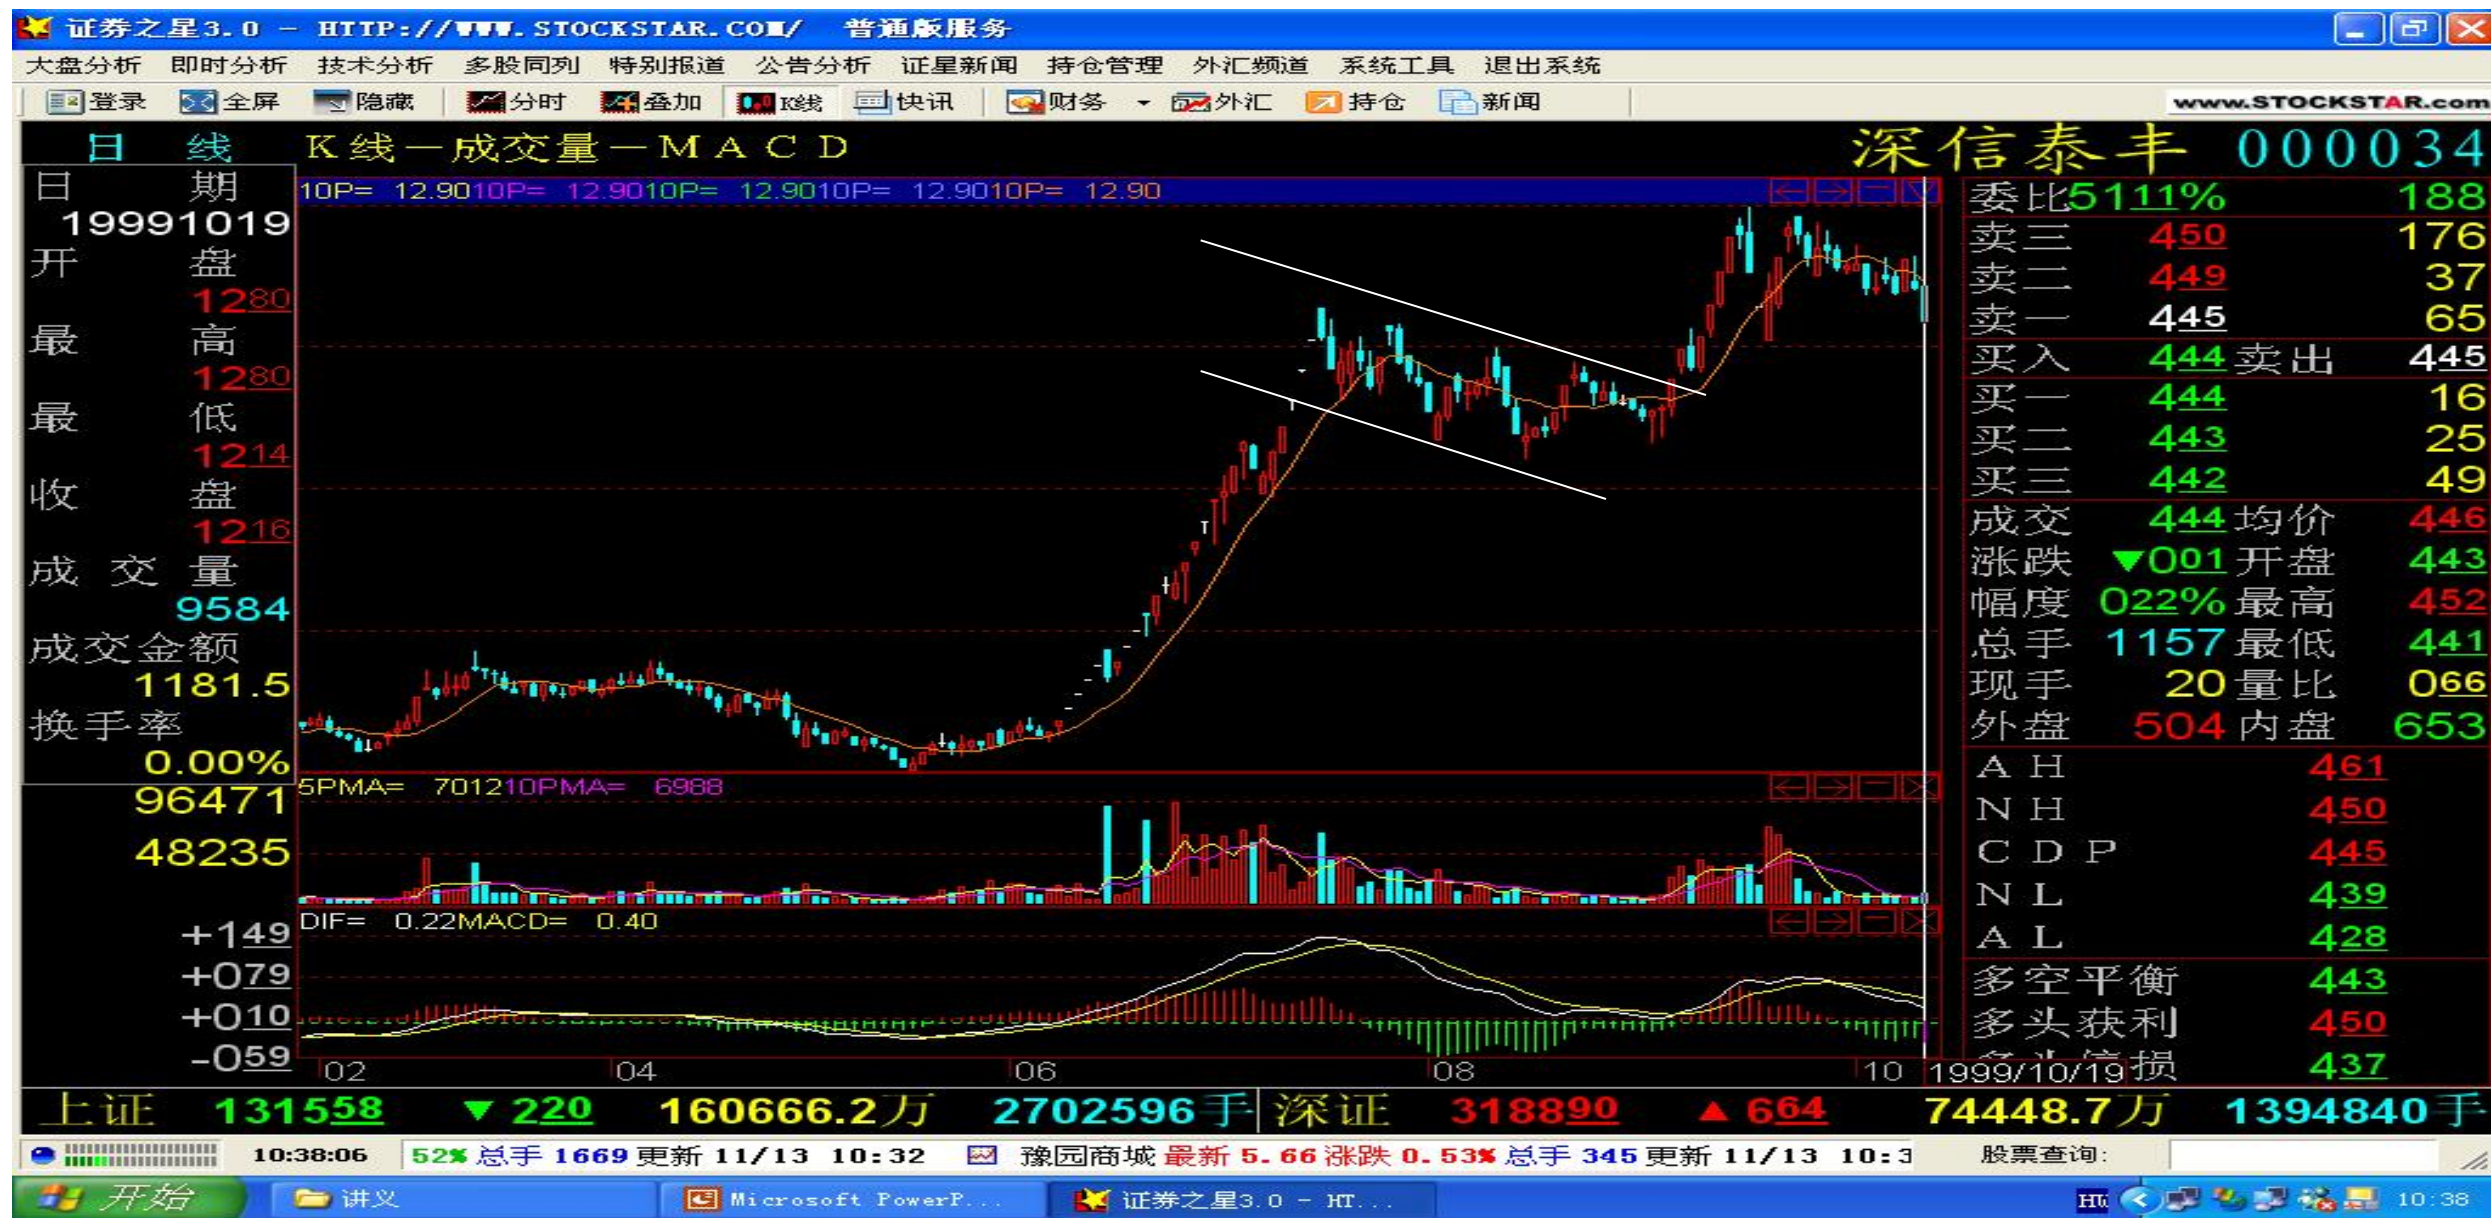 证券之星3.0 - HTTP://WWW.STOCKSTAR.COM/ 普通版服务
大盘分析 即时分析 技术分析 多股同列 特别报道 公告分析 证星新闻 持仓管理 外汇频道 系统工具 退出系统
登录 全屏 隐藏 分时 叠加 K线 快讯 财务 外汇 持仓 新闻 www.STOCKSTAR.com
日线 K线—成交量—MACD 深信泰丰 000034
10P= 12.9010P= 12.9010P= 12.9010P= 12.9010P= 12.90
日期
19991019
开盘
1280
最高
1280
最低
1214
收盘
1216
成交量
9584
成交金额
1181.5
换手率
0.00%
96471
48235
5PMA= 701210PMA= 6988
+149
+079
+010
-059
DIF= 0.22MACD= 0.40
02 04 06 08 10 1999/10/19
委比5111% 188
卖三 450 176
卖二 449 37
卖一 445 65
买入 444 卖出 445
买一 444 16
买二 443 25
买三 442 49
成交 444 均价 446
涨跌 ▼001 开盘 443
幅度 022% 最高 452
总手 1157 最低 441
现手 20 量比 066
外盘 504 内盘 653
AH 461
NH 450
CDP 445
NL 439
AL 428
多空平衡 443
多头获利 450
多头停损 437
上证 131558 ▼220 160666.2万 2702596手 深证 318890 ▲664 74448.7万 1394840手
10:38:06 52% 总手 1669 更新 11/13 10:32 豫园商城 最新 5.66 涨跌 0.53% 总手 345 更新 11/13 10:3 股票查询:
开始 讲义 Microsoft PowerP... 证券之星3.0 - HT... 10:38